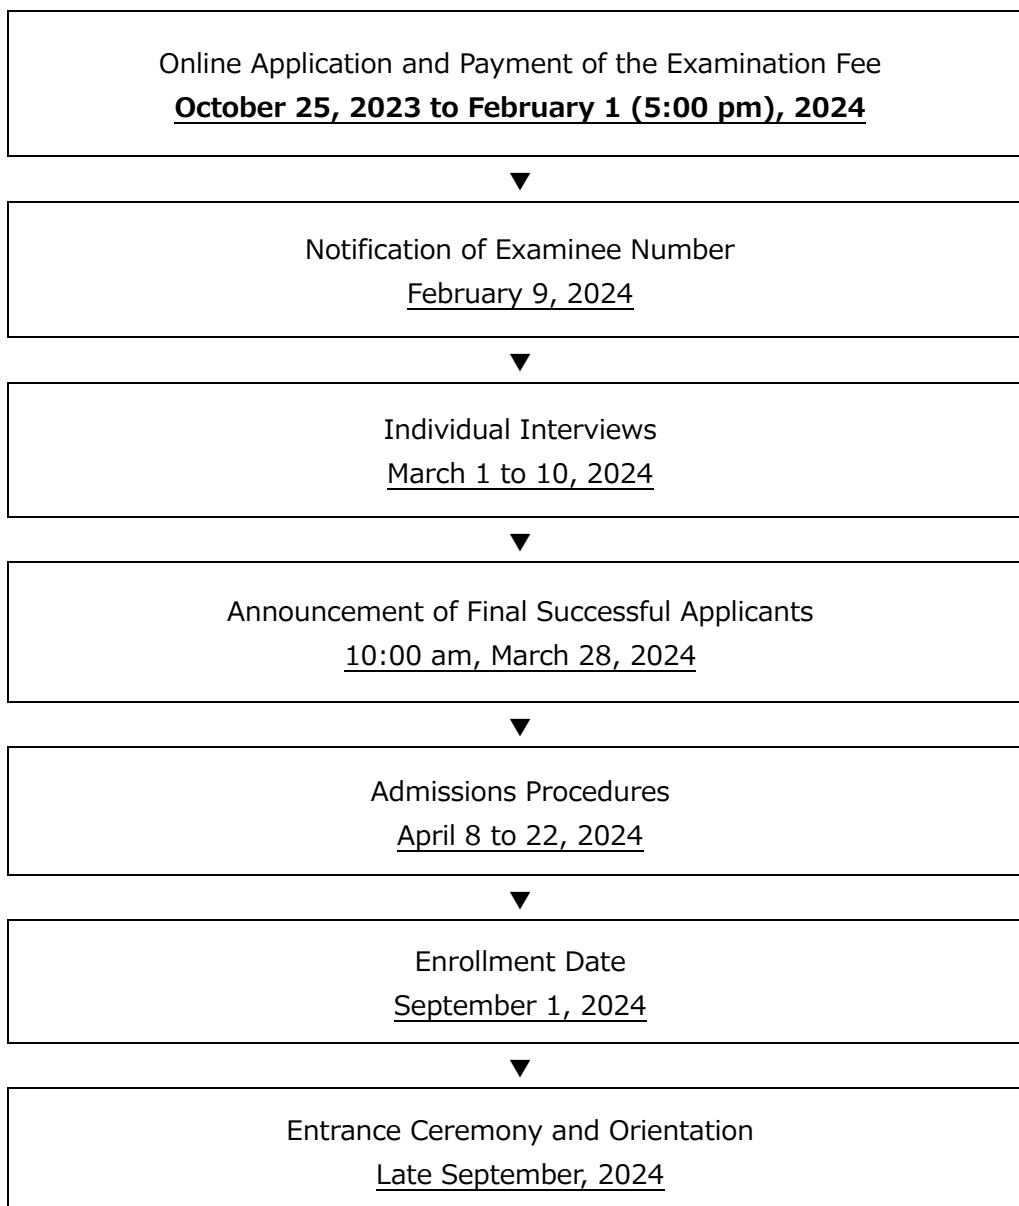 Online Application and Payment of the Examination Fee
October 25, 2023 to February 1 (5:00 pm), 2024
▼
Notification of Examinee Number
February 9, 2024
▼
Individual Interviews
March 1 to 10, 2024
▼
Announcement of Final Successful Applicants
10:00 am, March 28, 2024
▼
Admissions Procedures
April 8 to 22, 2024
▼
Enrollment Date
September 1, 2024
▼
Entrance Ceremony and Orientation
Late September, 2024